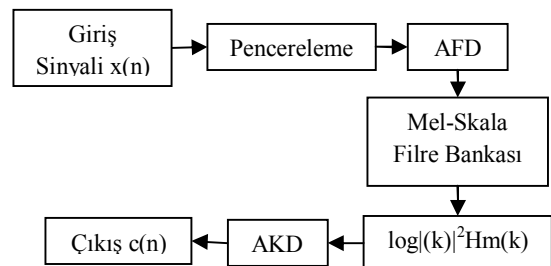 Giriş
Sinyali x(n)
Pencereleme
AFD
Mel-Skala
Filre Bankası
log|(k)|²Hm(k)
AKD
Çıkış c(n)